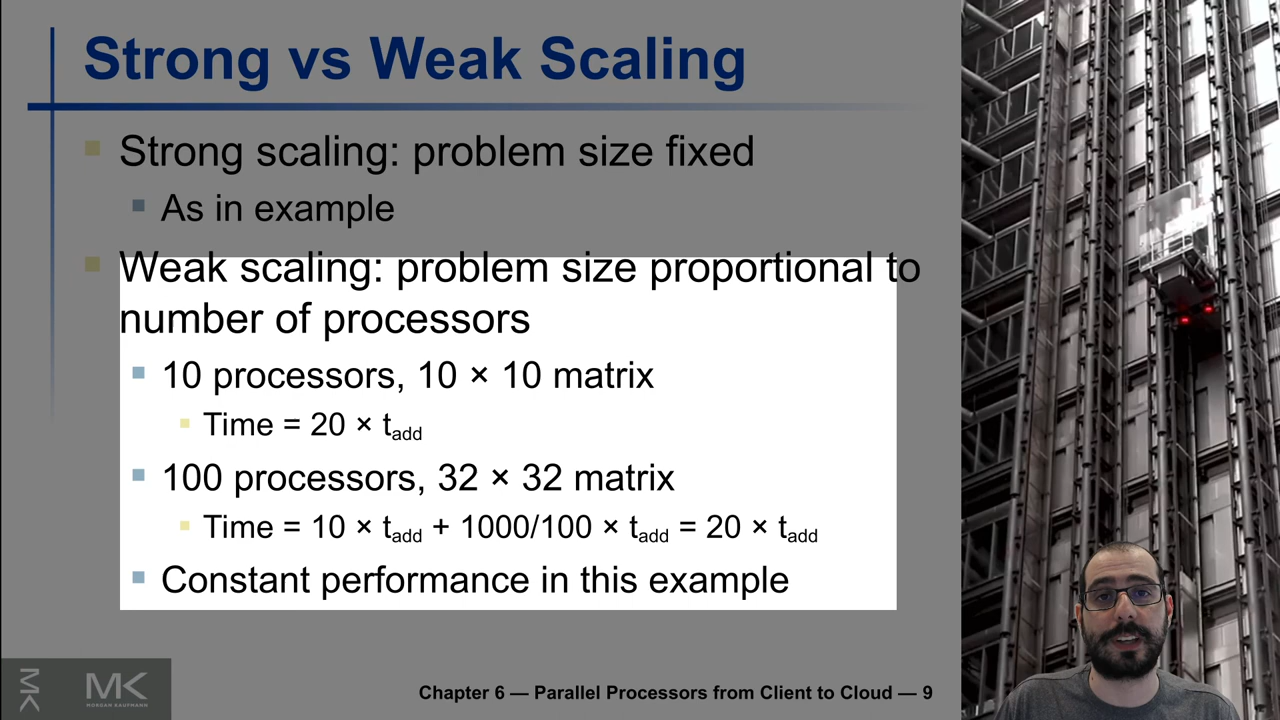 Strong vs Weak Scaling
Strong scaling: problem size fixed
As in example
Weak scaling: problem size proportional to
number of processors
10 processors, 10 × 10 matrix
Time = 20 × tadd
100 processors, 32 × 32 matrix
Time = 10 × tadd + 1000/100 × tadd = 20 × tadd
Constant performance in this example
MK
MK
MORGAN KAUFMANN
Chapter 6 — Parallel Processors from Client to Cloud — 9